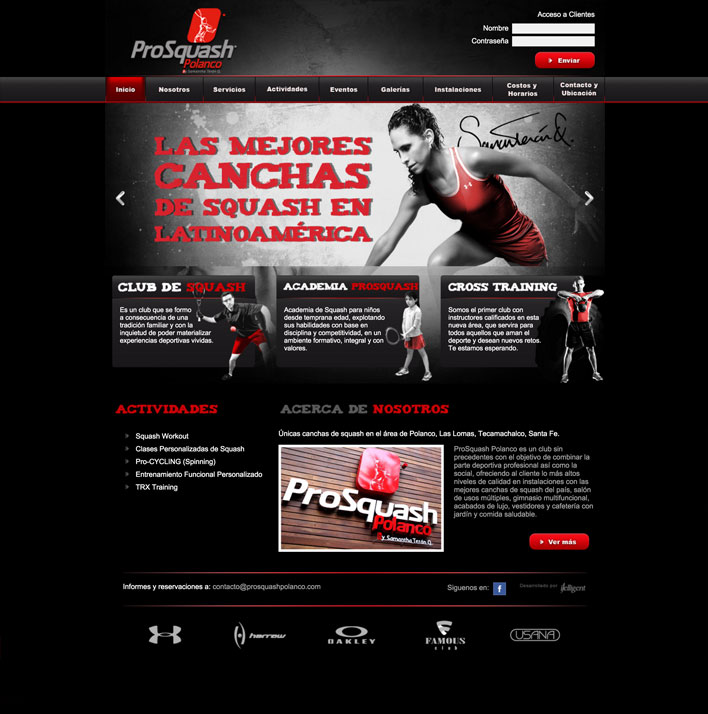 ProSquash
Polanco
By Samantha Terán Q.
Acceso a Clientes
Nombre
Contraseña
Enviar
Inicio
Nosotros
Servicios
Actividades
Eventos
Galerías
Instalaciones
Costos y
Horarios
Contacto y
Ubicación
LAS MEJORES
CANCHAS
DE SQUASH EN
LATINOAMÉRICA
CLUB DE SQUASH
Es un club que se formo
a consecuencia de una
tradición familiar y con la
inquietud de poder materializar
experiencias deportivas vividas.
ACADEMIA PROSQUASH
Academia de Squash para niños
desde temprana edad, explotando
sus habilidades con base en
disciplina y competitividad, en un
ambiente formativo, integral y con
valores.
CROSS TRAINING
Somos el primer club con
instructores calificados en esta
nueva área, que servira para
todos aquellos que aman el
deporte y desean nuevos retos.
Te estamos esperando.
ACTIVIDADES
Squash Workout
Clases Personalizadas de Squash
Pro-CYCLING (Spinning)
Entrenamiento Funcional Personalizado
TRX Training
ACERCA DE NOSOTROS
Únicas canchas de squash en el área de Polanco, Las Lomas, Tecamachalco, Santa Fe.
ProSquash
Polanco
By Samantha Terán Q.
ProSquash Polanco es un club sin
precedentes con el objetivo de combinar la
parte deportiva profesional así como la
social, ofreciendo al cliente lo más altos
niveles de calidad en instalaciones con las
mejores canchas de squash del país, salón
de usos múltiples, gimnasio multifuncional,
acabados de lujo, vestidores y cafetería con
jardín y comida saludable.
Ver más
Informes y reservaciones a: contacto@prosquashpolanco.com
Siguenos en:
f
Desarrollado por
harrow
OAKLEY
FAMOUS
club
USANA